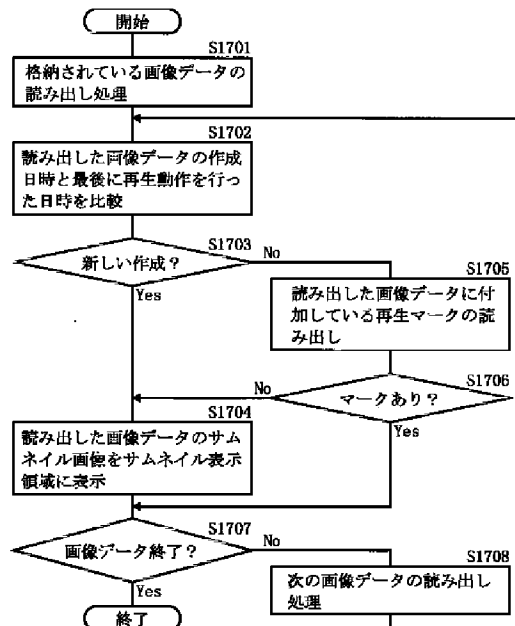 開始
S1701
格納されている画像データの
読み出し処理
S1702
読み出した画像データの作成
日時と最後に再生動作を行っ
た日時を比較
S1703
新しい作成?
No
Yes
S1705
読み出した画像データに付
加している再生マークの読
み出し
S1706
マークあり?
No
Yes
S1704
読み出した画像データのサム
ネイル画像をサムネイル表示
領域に表示
S1707
画像データ終了?
No
Yes
S1708
次の画像データの読み出し
処理
終了